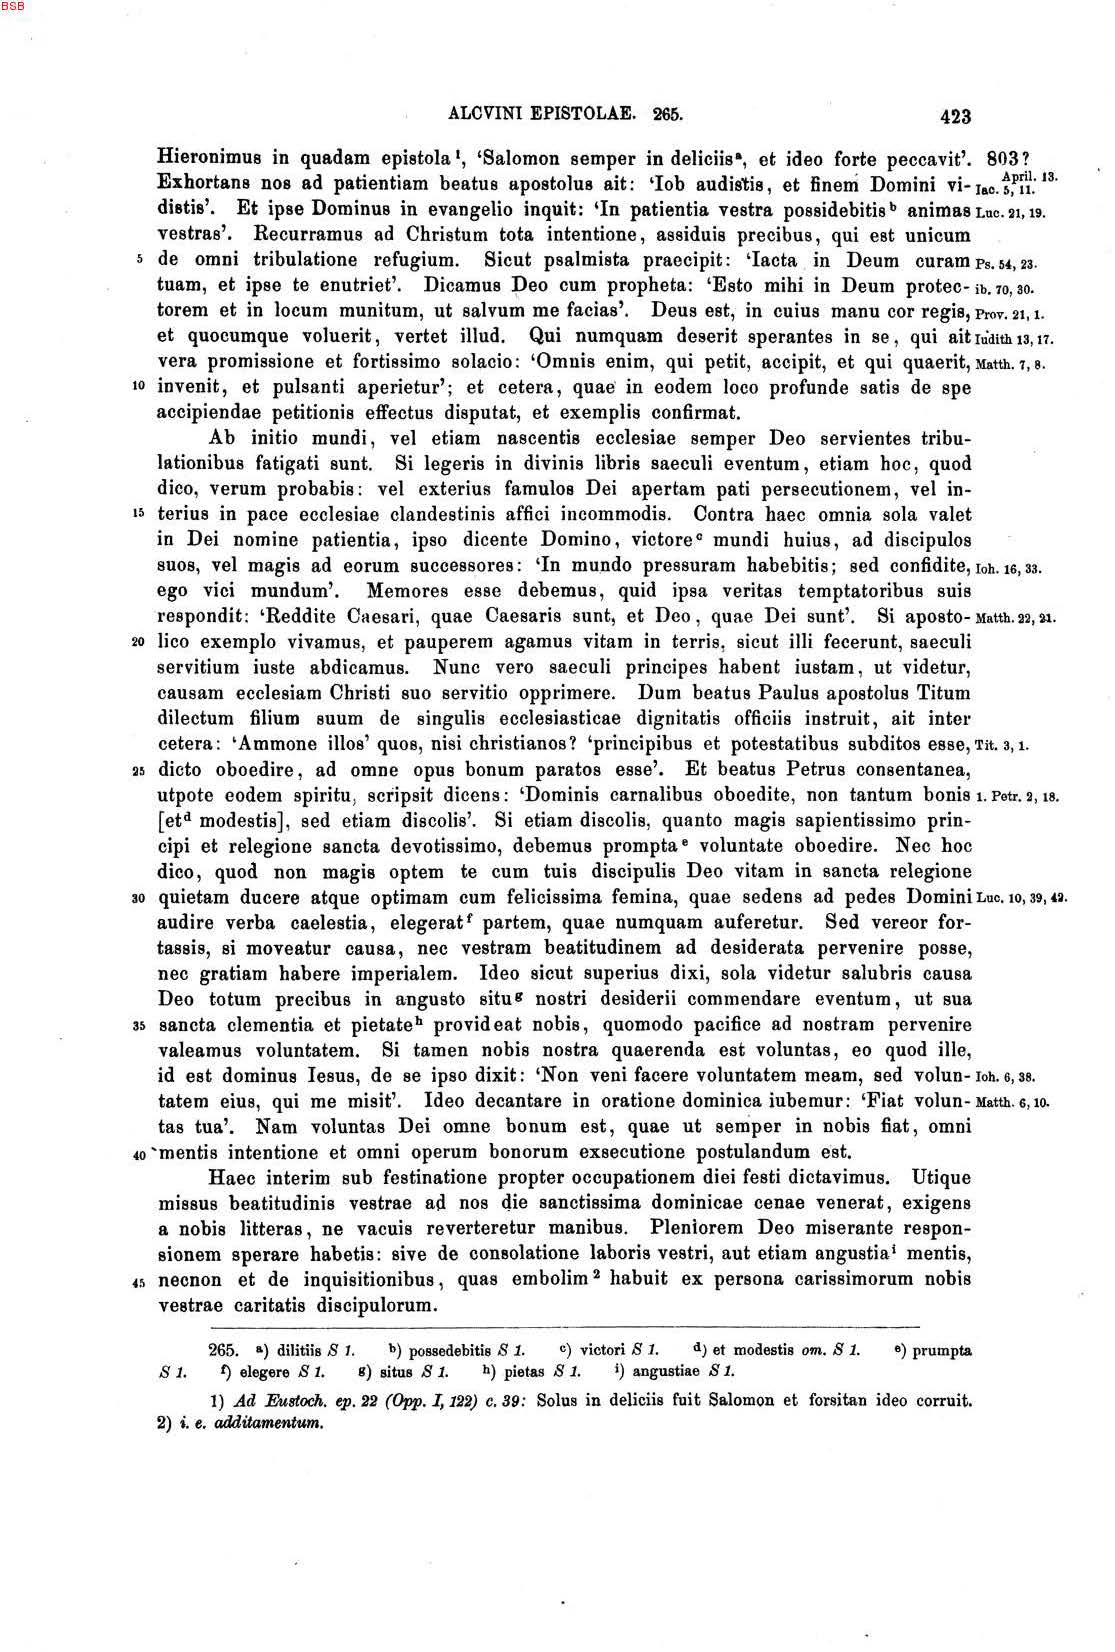 BSB
ALCVINI EPISTOLAE. 265. 423
Hieronimus in quadam epistola¹, ‘Salomon semper in deliciisᵃ, et ideo forte peccavit’. 803?
Exhortans nos ad patientiam beatus apostolus ait: ‘Iob audistis, et finem Domini vi- April. 13. Iac. 5, 11.
distis’. Et ipse Dominus in evangelio inquit: ‘In patientia vestra possidebitisᵇ animas Luc. 21, 19.
vestras’. Recurramus ad Christum tota intentione, assiduis precibus, qui est unicum
5 de omni tribulatione refugium. Sicut psalmista praecipit: ‘Iacta in Deum curam Ps. 54, 23.
tuam, et ipse te enutriet’. Dicamus Deo cum propheta: ‘Esto mihi in Deum protec- ib. 70, 30.
torem et in locum munitum, ut salvum me facias’. Deus est, in cuius manu cor regis, Prov. 21, 1.
et quocumque voluerit, vertet illud. Qui numquam deserit sperantes in se, qui ait Iudith 13, 17.
vera promissione et fortissimo solacio: ‘Omnis enim, qui petit, accipit, et qui quaerit, Matth. 7, 8.
10 invenit, et pulsanti aperietur’; et cetera, quae in eodem loco profunde satis de spe
accipiendae petitionis effectus disputat, et exemplis confirmat.
Ab initio mundi, vel etiam nascentis ecclesiae semper Deo servientes tribu-
lationibus fatigati sunt. Si legeris in divinis libris saeculi eventum, etiam hoc, quod
dico, verum probabis: vel exterius famulos Dei apertam pati persecutionem, vel in-
15 terius in pace ecclesiae clandestinis affici incommodis. Contra haec omnia sola valet
in Dei nomine patientia, ipso dicente Domino, victoreᶜ mundi huius, ad discipulos
suos, vel magis ad eorum successores: ‘In mundo pressuram habebitis; sed confidite, Ioh. 16, 33.
ego vici mundum’. Memores esse debemus, quid ipsa veritas temptatoribus suis
respondit: ‘Reddite Caesari, quae Caesaris sunt, et Deo, quae Dei sunt’. Si aposto- Matth. 22, 21.
20 lico exemplo vivamus, et pauperem agamus vitam in terris, sicut illi fecerunt, saeculi
servitium iuste abdicamus. Nunc vero saeculi principes habent iustam, ut videtur,
causam ecclesiam Christi suo servitio opprimere. Dum beatus Paulus apostolus Titum
dilectum filium suum de singulis ecclesiasticae dignitatis officiis instruit, ait inter
cetera: ‘Ammone illos’ quos, nisi christianos? ‘principibus et potestatibus subditos esse, Tit. 3, 1.
25 dicto oboedire, ad omne opus bonum paratos esse’. Et beatus Petrus consentanea,
utpote eodem spiritu, scripsit dicens: ‘Dominis carnalibus oboedite, non tantum bonis 1. Petr. 2, 18.
[etᵈ modestis], sed etiam discolis’. Si etiam discolis, quanto magis sapientissimo prin-
cipi et relegione sancta devotissimo, debemus promptaᵉ voluntate oboedire. Nec hoc
dico, quod non magis optem te cum tuis discipulis Deo vitam in sancta relegione
30 quietam ducere atque optimam cum felicissima femina, quae sedens ad pedes Domini Luc. 10, 39, 42.
audire verba caelestia, elegeratᶠ partem, quae numquam auferetur. Sed vereor for-
tassis, si moveatur causa, nec vestram beatitudinem ad desiderata pervenire posse,
nec gratiam habere imperialem. Ideo sicut superius dixi, sola videtur salubris causa
Deo totum precibus in angusto situᵍ nostri desiderii commendare eventum, ut sua
35 sancta clementia et pietateʰ provideat nobis, quomodo pacifice ad nostram pervenire
valeamus voluntatem. Si tamen nobis nostra quaerenda est voluntas, eo quod ille,
id est dominus Iesus, de se ipso dixit: ‘Non veni facere voluntatem meam, sed volun- Ioh. 6, 38.
tatem eius, qui me misit’. Ideo decantare in oratione dominica iubemur: ‘Fiat volun- Matth. 6, 10.
tas tua’. Nam voluntas Dei omne bonum est, quae ut semper in nobis fiat, omni
40 mentis intentione et omni operum bonorum exsecutione postulandum est.
Haec interim sub festinatione propter occupationem diei festi dictavimus. Utique
missus beatitudinis vestrae ad nos die sanctissima dominicae cenae venerat, exigens
a nobis litteras, ne vacuis reverteretur manibus. Pleniorem Deo miserante respon-
sionem sperare habetis: sive de consolatione laboris vestri, aut etiam angustiaⁱ mentis,
45 necnon et de inquisitionibus, quas embolim² habuit ex persona carissimorum nobis
vestrae caritatis discipulorum.
265. a) dilitiis S 1. b) possedebitis S 1. c) victori S 1. d) et modestis om. S 1. e) prumpta
S 1. f) elegere S 1. g) situs S 1. h) pietas S 1. i) angustiae S 1.
1) Ad Eustoch. ep. 22 (Opp. I, 122) c. 39: Solus in deliciis fuit Salomon et forsitan ideo corruit.
2) i. e. additamentum.